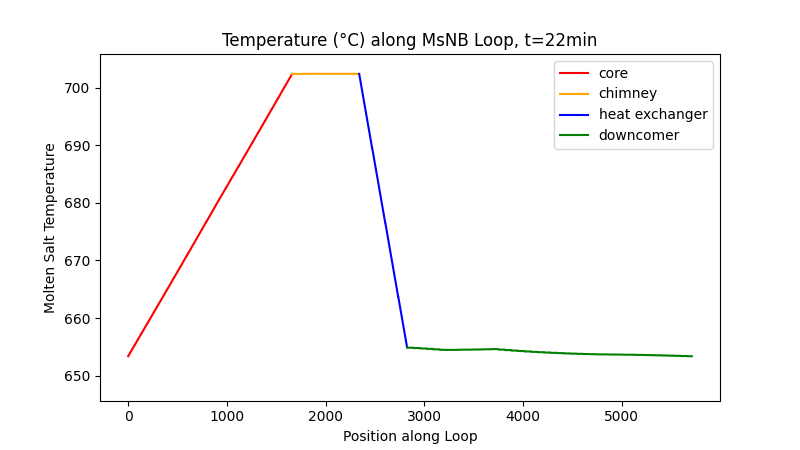 Temperature (°C) along MsNB Loop, t=22min
core
chimney
heat exchanger
downcomer
Molten Salt Temperature
700
690
680
670
660
650
0 1000 2000 3000 4000 5000
Position along Loop